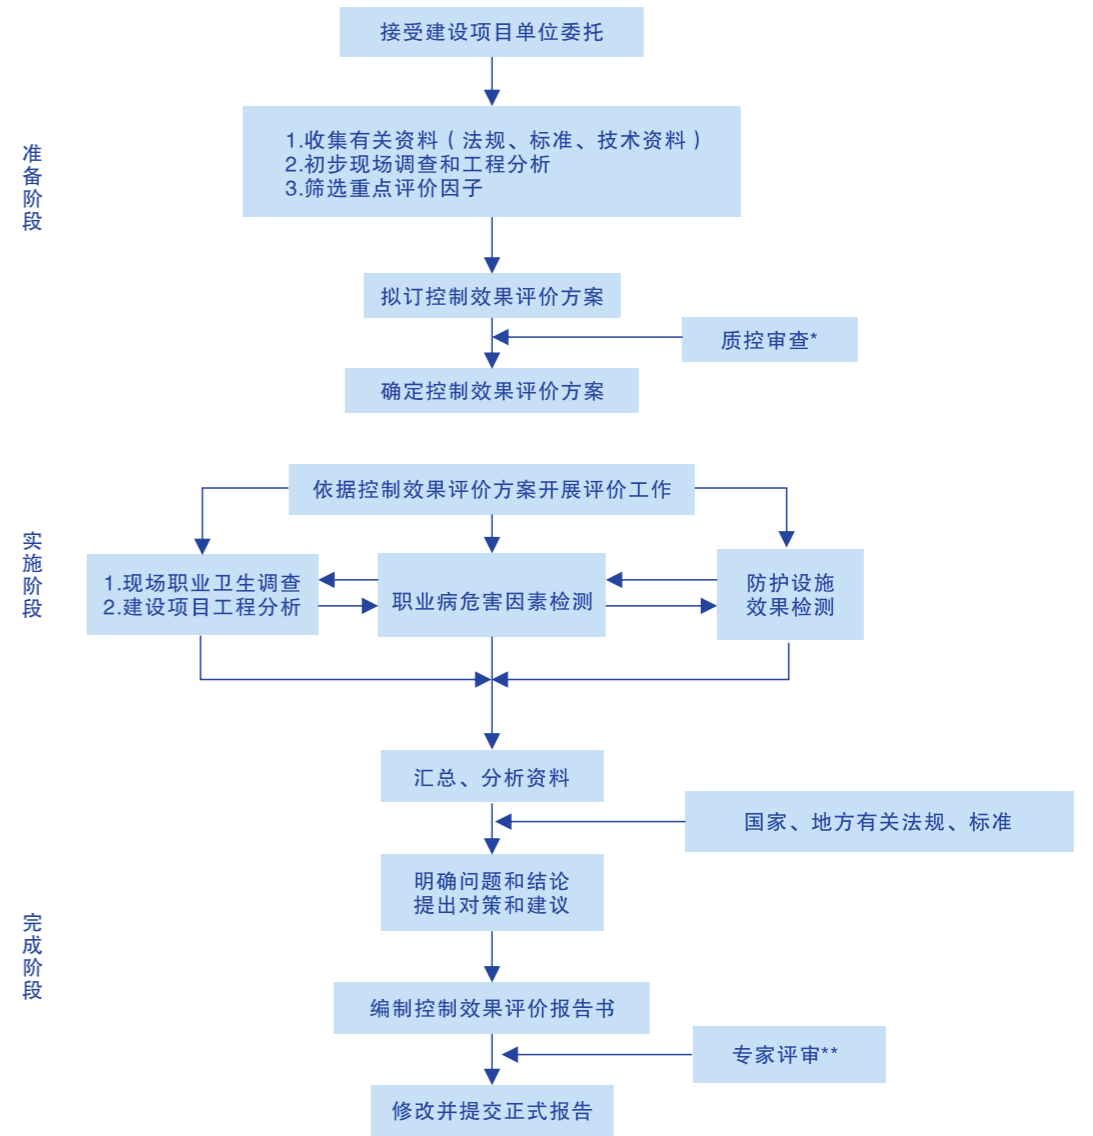 接受建设项目单位委托
准备阶段
1.收集有关资料（法规、标准、技术资料）
2.初步现场调查和工程分析
3.筛选重点评价因子
拟订控制效果评价方案
质控审查*
确定控制效果评价方案
实施阶段
依据控制效果评价方案开展评价工作
1.现场职业卫生调查
2.建设项目工程分析
职业病危害因素检测
防护设施
效果检测
汇总、分析资料
国家、地方有关法规、标准
完成阶段
明确问题和结论
提出对策和建议
编制控制效果评价报告书
专家评审**
修改并提交正式报告